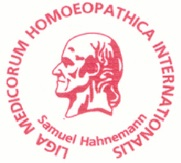 LIGA MEDICORUM HOMOEOPATHICA INTERNATIONALIS
Samuel Hahnemann